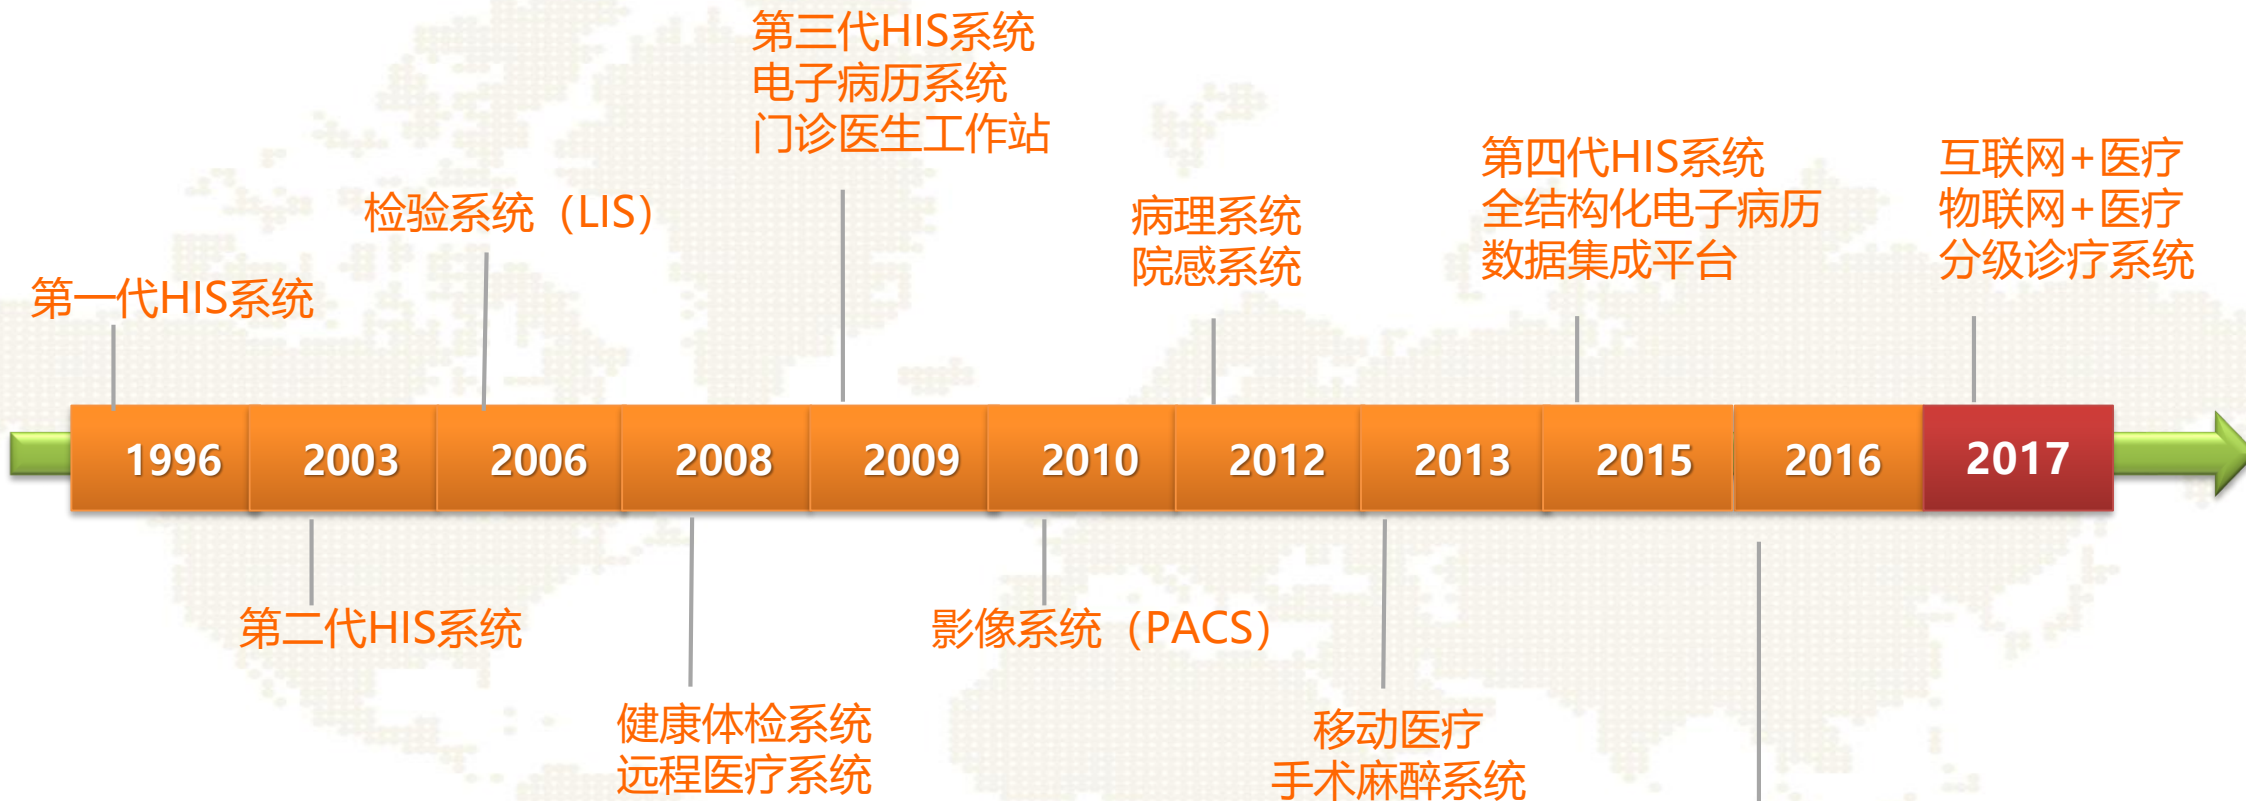 第三代HIS系统
电子病历系统
门诊医生工作站
第四代HIS系统
全结构化电子病历
数据集成平台
互联网+医疗
物联网+医疗
分级诊疗系统
检验系统（LIS）
病理系统
院感系统
第一代HIS系统
1996
2003
2006
2008
2009
2010
2012
2013
2015
2016
2017
第二代HIS系统
影像系统（PACS）
健康体检系统
远程医疗系统
移动医疗
手术麻醉系统